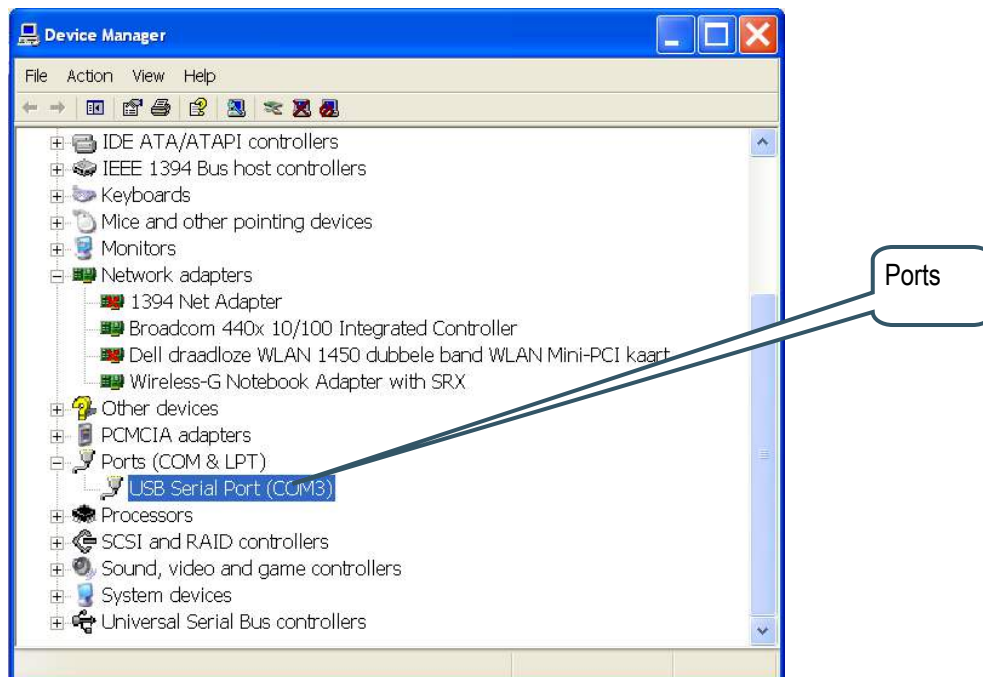 Device Manager
File Action View Help
IDE ATA/ATAPI controllers
IEEE 1394 Bus host controllers
Keyboards
Mice and other pointing devices
Monitors
Network adapters
1394 Net Adapter
Broadcom 440x 10/100 Integrated Controller
Dell draadloze WLAN 1450 dubbele band WLAN Mini-PCI kaart
Wireless-G Notebook Adapter with SRX
Other devices
PCMCIA adapters
Ports (COM & LPT)
USB Serial Port (COM3)
Processors
SCSI and RAID controllers
Sound, video and game controllers
System devices
Universal Serial Bus controllers
Ports